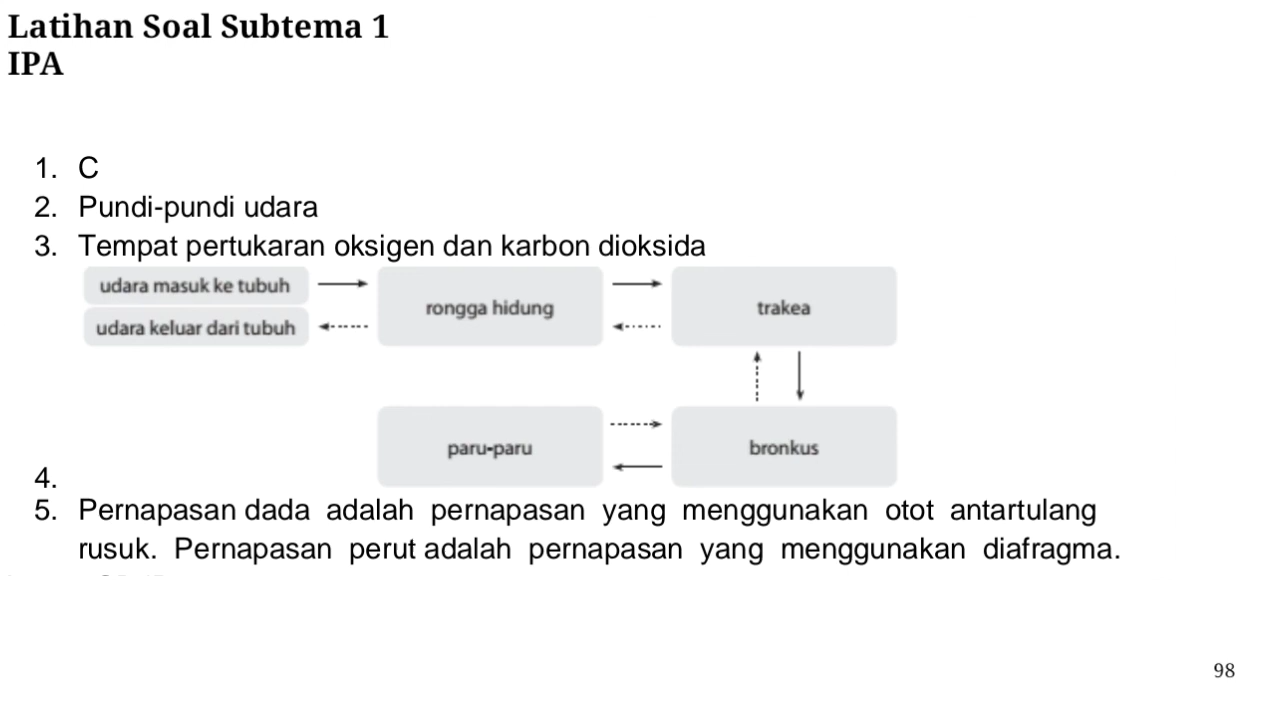 Latihan Soal Subtema 1
IPA
1. C
2. Pundi-pundi udara
3. Tempat pertukaran oksigen dan karbon dioksida
udara masuk ke tubuh
udara keluar dari tubuh
rongga hidung
trakea
paru-paru
bronkus
4.
5. Pernapasan dada adalah pernapasan yang menggunakan otot antartulang
rusuk. Pernapasan perut adalah pernapasan yang menggunakan diafragma.
98